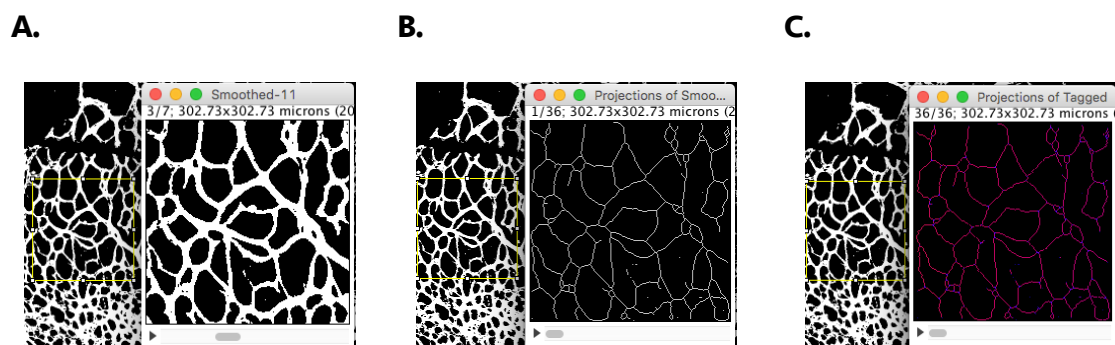 A.
B.
C.
Smoothed-11
3/7; 302.73x302.73 microns (20
Projections of Smoo...
1/36; 302.73x302.73 microns (2
Projections of Tagged
36/36; 302.73x302.73 microns (